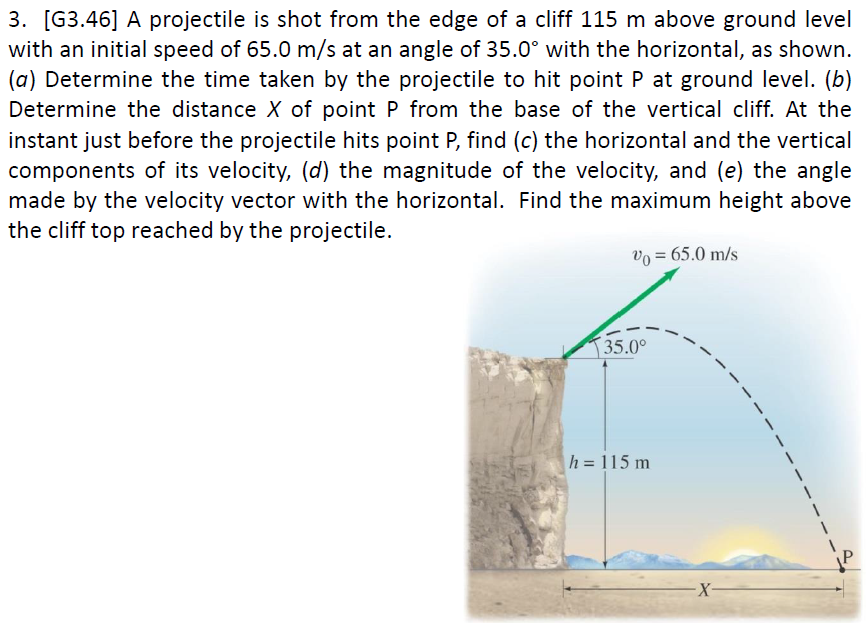 3. [G3.46] A projectile is shot from the edge of a cliff 115 m above ground level
with an initial speed of 65.0 m/s at an angle of 35.0° with the horizontal, as shown.
(a) Determine the time taken by the projectile to hit point P at ground level. (b)
Determine the distance X of point P from the base of the vertical cliff. At the
instant just before the projectile hits point P, find (c) the horizontal and the vertical
components of its velocity, (d) the magnitude of the velocity, and (e) the angle
made by the velocity vector with the horizontal. Find the maximum height above
the cliff top reached by the projectile.
v₀ = 65.0 m/s
35.0°
h = 115 m
P
X